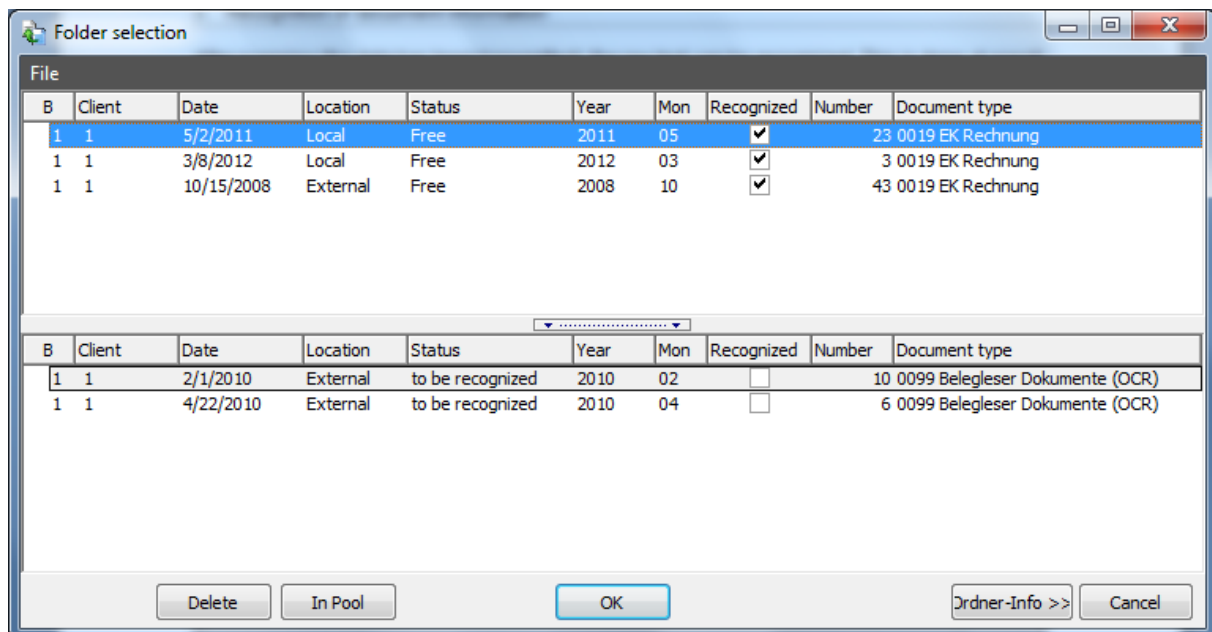 Folder selection
File
B Client Date Location Status Year Mon Recognized Number Document type
1 1 5/2/2011 Local Free 2011 05 23 0019 EK Rechnung
1 1 3/8/2012 Local Free 2012 03 3 0019 EK Rechnung
1 1 10/15/2008 External Free 2008 10 43 0019 EK Rechnung
B Client Date Location Status Year Mon Recognized Number Document type
1 1 2/1/2010 External to be recognized 2010 02 10 0099 Belegleser Dokumente (OCR)
1 1 4/22/2010 External to be recognized 2010 04 6 0099 Belegleser Dokumente (OCR)
Delete In Pool OK Ordner-Info >> Cancel